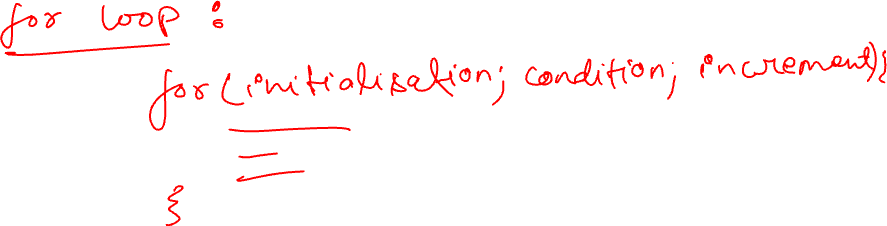 for loop :
for (initialisation; condition; increment){
}